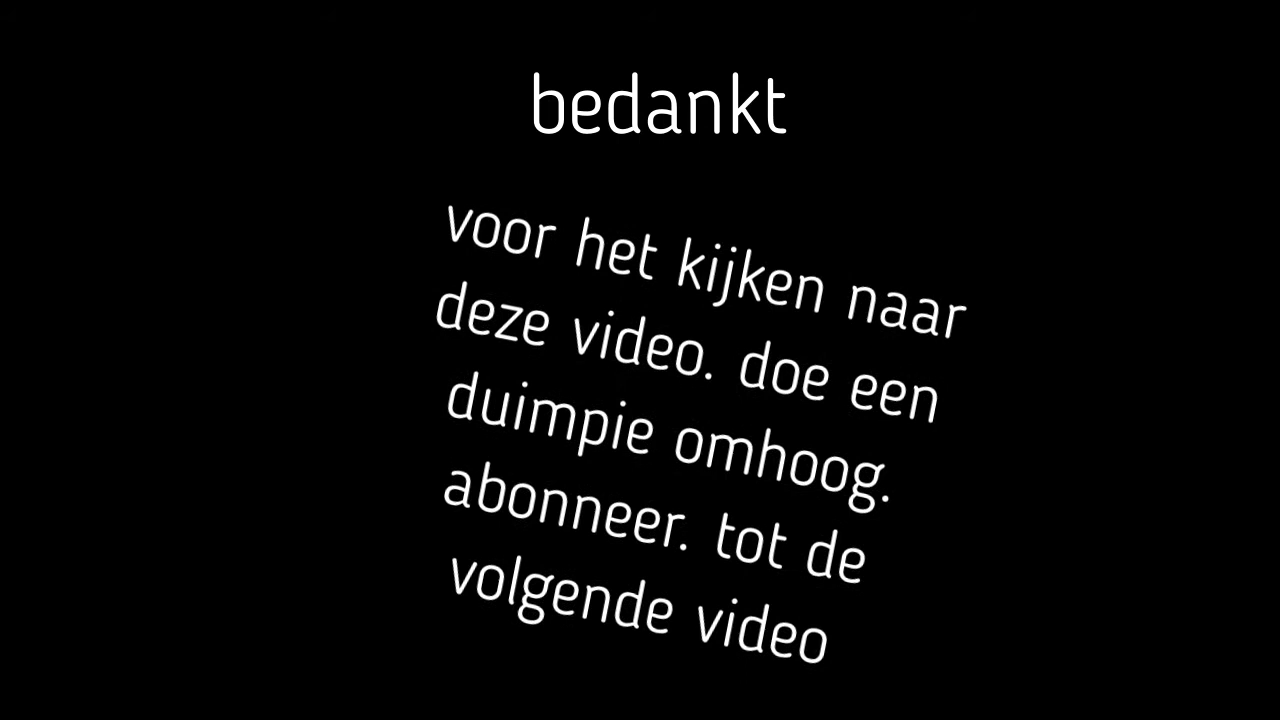 bedankt
voor het kijken naar
deze video. doe een
duimpie omhoog.
abonneer. tot de
volgende video